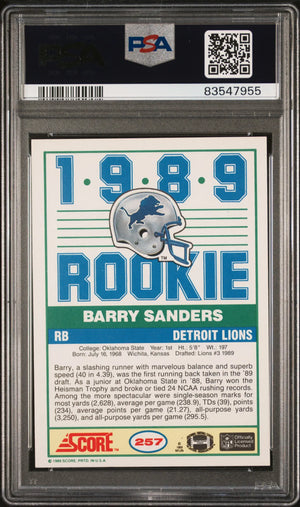 PSA
83547955
1·9·8·9
ROOKIE
BARRY SANDERS
RB DETROIT LIONS
College: Oklahoma State Year: 1st Ht.: 5'8" Wt.: 197
Born: July 16, 1968 Wichita, Kansas Drafted: Lions #3 1989
Barry, a slashing runner with marvelous balance and superb
speed (40 in 4.39), was the first running back taken in the '89
draft. As a junior at Oklahoma State in '88, Barry won the
Heisman Trophy and broke or tied 24 NCAA rushing records.
Among the more spectacular were single-season marks for
most yards (2,628), average per game (238.9), TDs (39), points
(234), average points per game (21.27), all-purpose yards
(3,250), and all-purpose yards per game (295.5).
SCORE
257
NFL
Officially
Licensed
Product
© 1989 SCORE, PRTD. IN U.S.A.